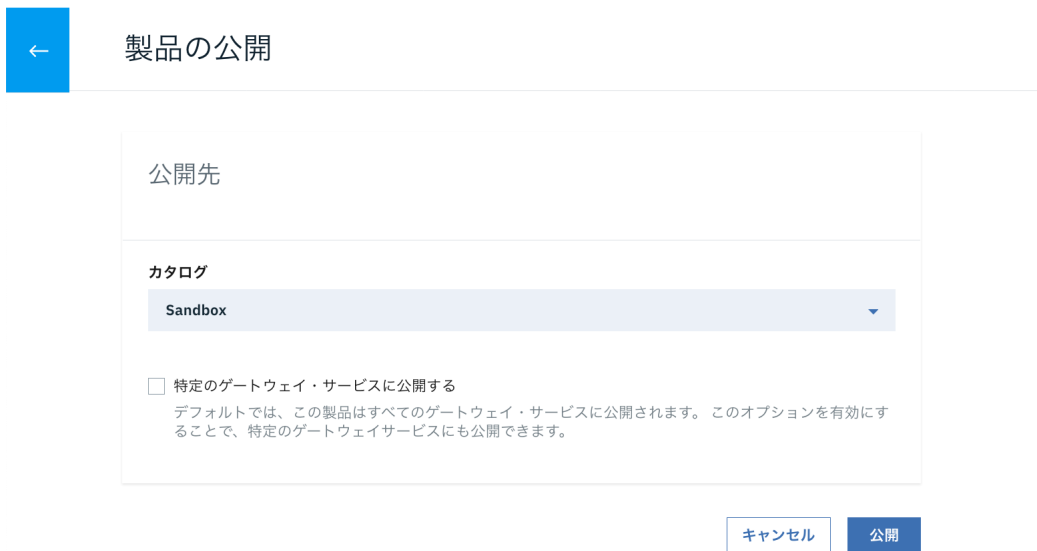 製品の公開
公開先
カタログ
Sandbox
特定のゲートウェイ・サービスに公開する
デフォルトでは、この製品はすべてのゲートウェイ・サービスに公開されます。 このオプションを有効にす
ることで、特定のゲートウェイサービスにも公開できます。
キャンセル
公開